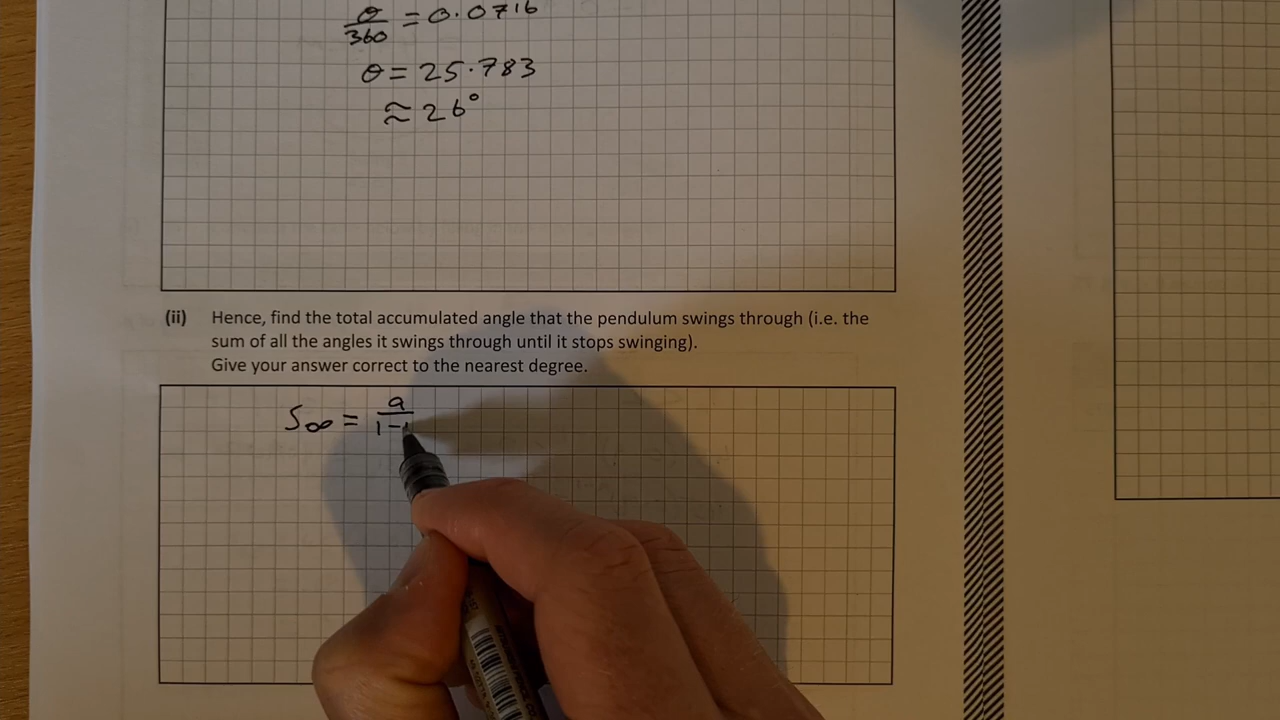 θ/360 = 0.0716
θ = 25.783
≈ 26°
(ii) Hence, find the total accumulated angle that the pendulum swings through (i.e. the
sum of all the angles it swings through until it stops swinging).
Give your answer correct to the nearest degree.
S∞ = a/1-